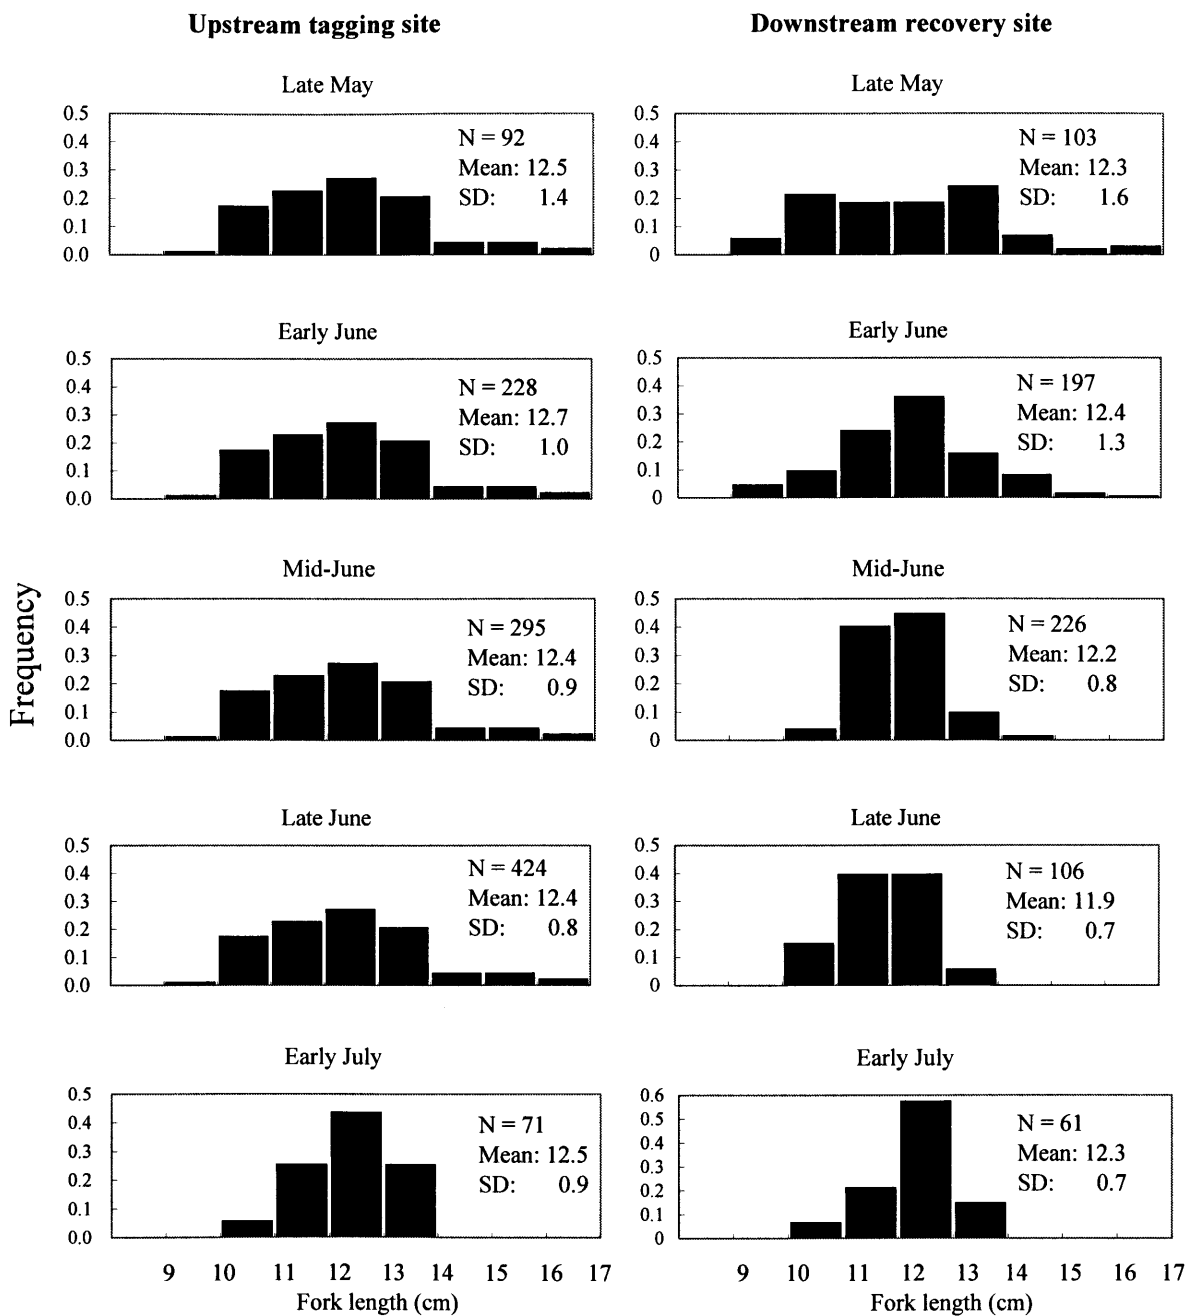 Upstream tagging site
Downstream recovery site
Frequency
Late May
0.5
0.4
0.3
0.2
0.1
0.0
N = 92
Mean: 12.5
SD: 1.4
Late May
0.5
0.4
0.3
0.2
0.1
0
N = 103
Mean: 12.3
SD: 1.6
Early June
0.5
0.4
0.3
0.2
0.1
0.0
N = 228
Mean: 12.7
SD: 1.0
Early June
0.5
0.4
0.3
0.2
0.1
0
N = 197
Mean: 12.4
SD: 1.3
Mid-June
0.5
0.4
0.3
0.2
0.1
0.0
N = 295
Mean: 12.4
SD: 0.9
Mid-June
0.5
0.4
0.3
0.2
0.1
0
N = 226
Mean: 12.2
SD: 0.8
Late June
0.5
0.4
0.3
0.2
0.1
0.0
N = 424
Mean: 12.4
SD: 0.8
Late June
0.5
0.4
0.3
0.2
0.1
0
N = 106
Mean: 11.9
SD: 0.7
Early July
0.5
0.4
0.3
0.2
0.1
0.0
N = 71
Mean: 12.5
SD: 0.9
9 10 11 12 13 14 15 16 17
Fork length (cm)
Early July
0.6
0.5
0.4
0.3
0.2
0.1
0
N = 61
Mean: 12.3
SD: 0.7
9 10 11 12 13 14 15 16 17
Fork length (cm)